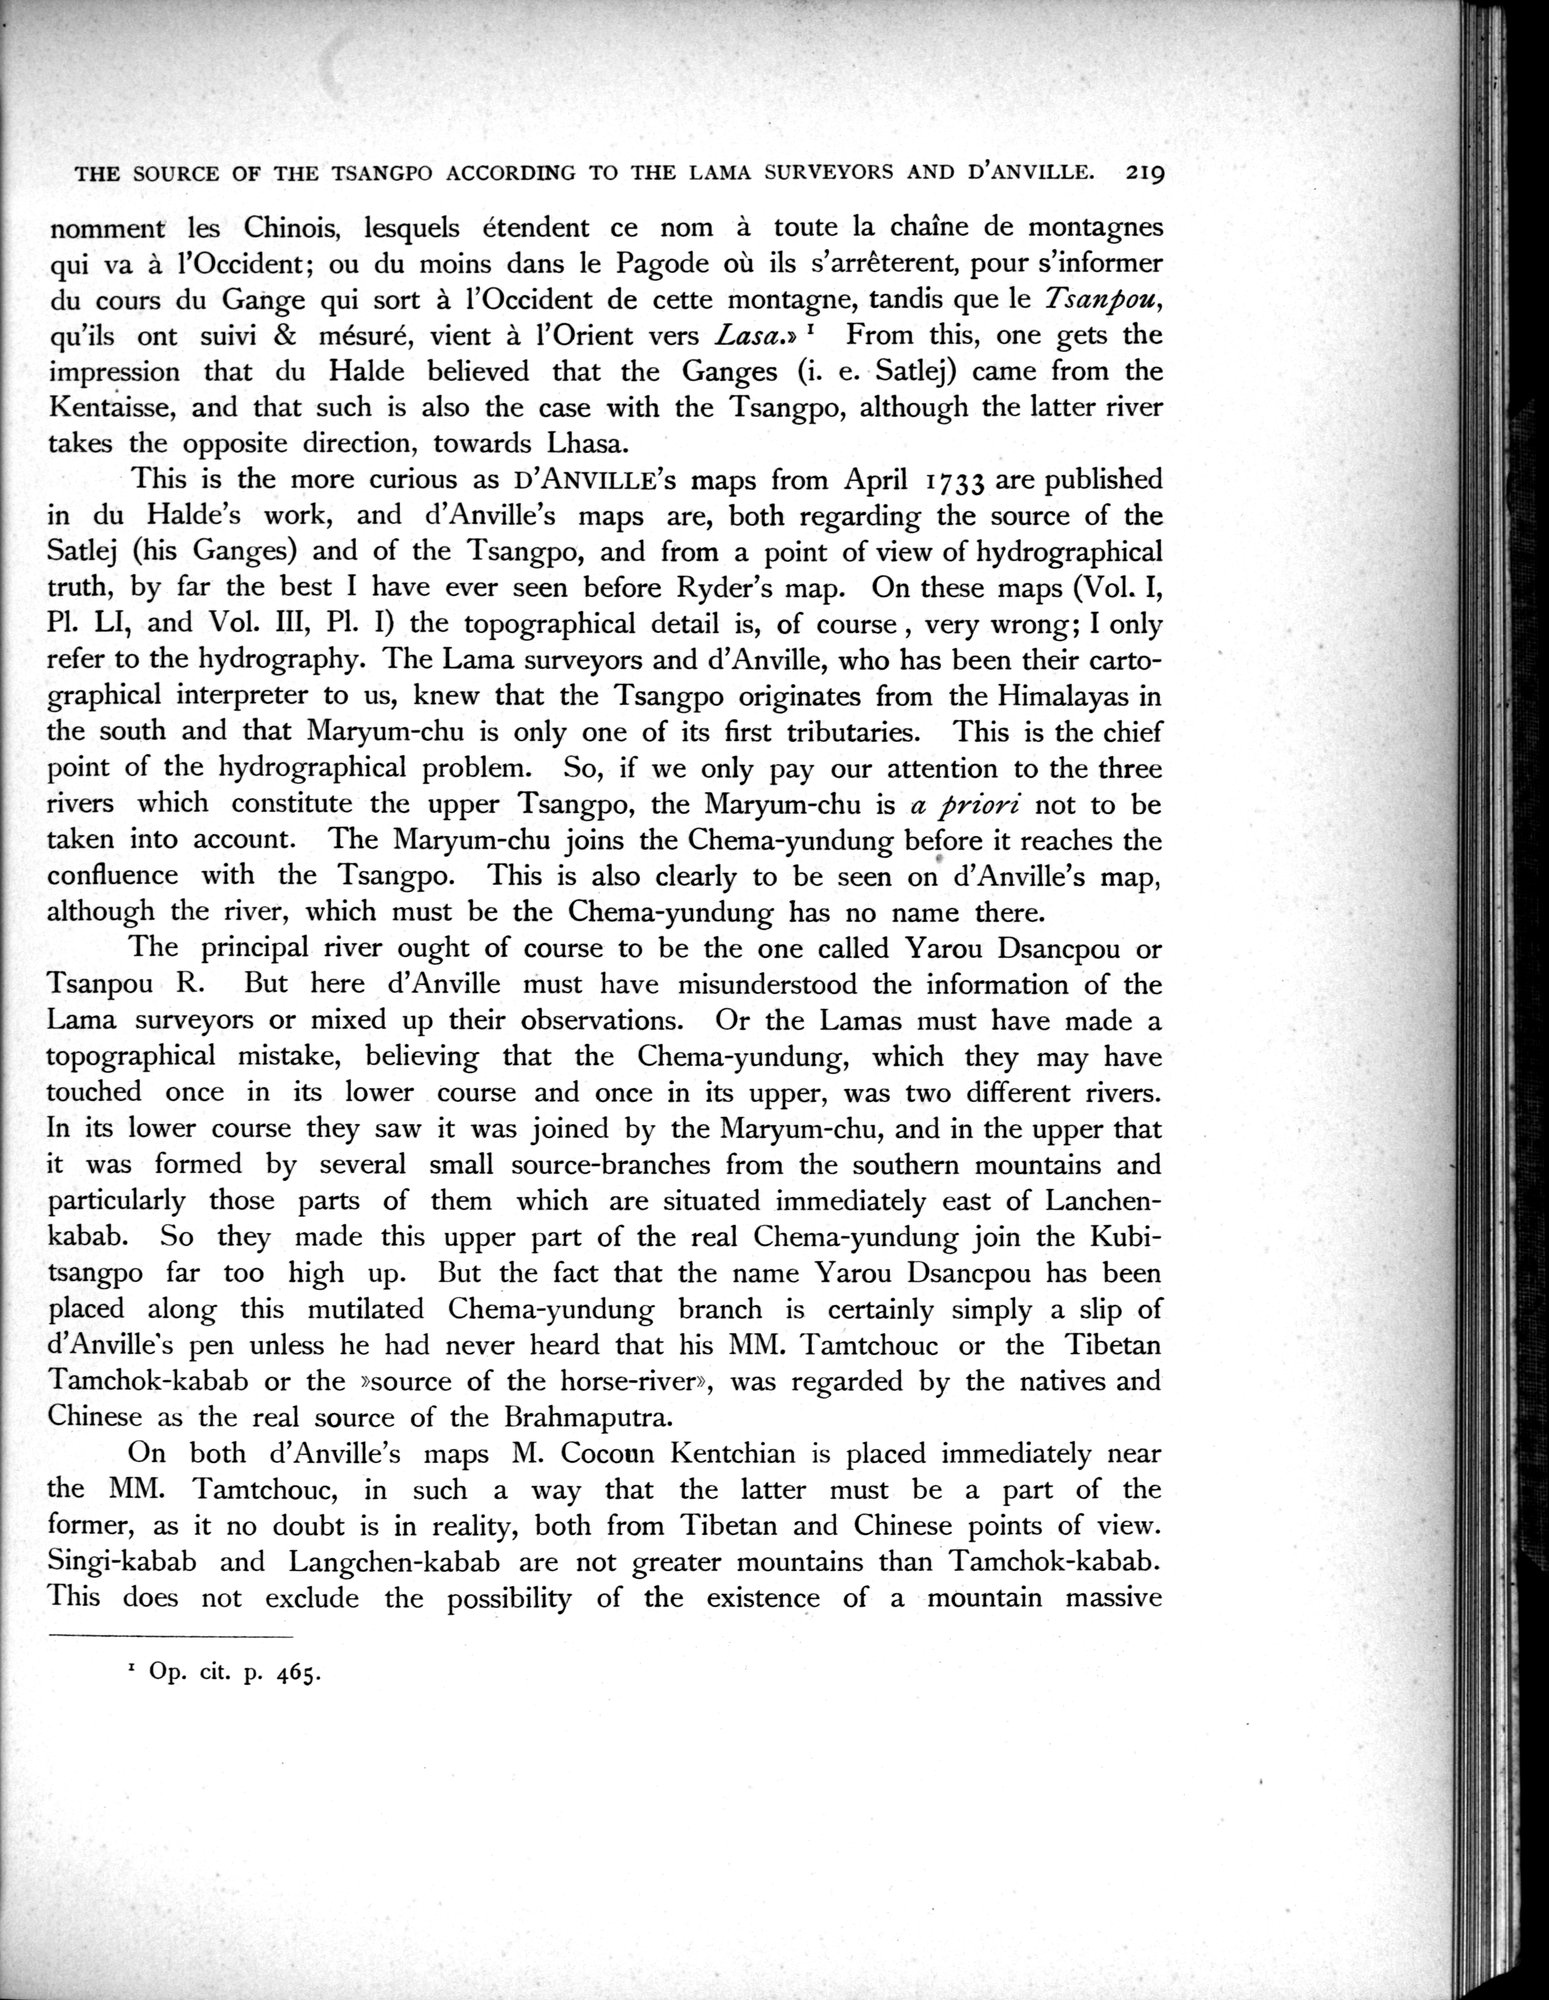 THE SOURCE OF THE TSANGPO ACCORDING TO THE LAMA SURVEYORS AND D'ANVILLE. 219
nomment les Chinois, lesquels étendent ce nom à toute la chaîne de montagnes
qui va à l'Occident; ou du moins dans le Pagode où ils s'arrêterent, pour s'informer
du cours du Gange qui sort à l'Occident de cette montagne, tandis que le Tsanpou,
qu'ils ont suivi & mésuré, vient à l'Orient vers Lasa.» ¹ From this, one gets the
impression that du Halde believed that the Ganges (i. e. Satlej) came from the
Kentaisse, and that such is also the case with the Tsangpo, although the latter river
takes the opposite direction, towards Lhasa.
This is the more curious as D'ANVILLE's maps from April 1733 are published
in du Halde's work, and d'Anville's maps are, both regarding the source of the
Satlej (his Ganges) and of the Tsangpo, and from a point of view of hydrographical
truth, by far the best I have ever seen before Ryder's map. On these maps (Vol. I,
Pl. LI, and Vol. III, Pl. I) the topographical detail is, of course, very wrong; I only
refer to the hydrography. The Lama surveyors and d'Anville, who has been their carto-
graphical interpreter to us, knew that the Tsangpo originates from the Himalayas in
the south and that Maryum-chu is only one of its first tributaries. This is the chief
point of the hydrographical problem. So, if we only pay our attention to the three
rivers which constitute the upper Tsangpo, the Maryum-chu is a priori not to be
taken into account. The Maryum-chu joins the Chema-yundung before it reaches the
confluence with the Tsangpo. This is also clearly to be seen on d'Anville's map,
although the river, which must be the Chema-yundung has no name there.
The principal river ought of course to be the one called Yarou Dsancpou or
Tsanpou R. But here d'Anville must have misunderstood the information of the
Lama surveyors or mixed up their observations. Or the Lamas must have made a
topographical mistake, believing that the Chema-yundung, which they may have
touched once in its lower course and once in its upper, was two different rivers.
In its lower course they saw it was joined by the Maryum-chu, and in the upper that
it was formed by several small source-branches from the southern mountains and
particularly those parts of them which are situated immediately east of Lanchen-
kabab. So they made this upper part of the real Chema-yundung join the Kubi-
tsangpo far too high up. But the fact that the name Yarou Dsancpou has been
placed along this mutilated Chema-yundung branch is certainly simply a slip of
d'Anville's pen unless he had never heard that his MM. Tamtchouc or the Tibetan
Tamchok-kabab or the »source of the horse-river», was regarded by the natives and
Chinese as the real source of the Brahmaputra.
On both d'Anville's maps M. Cocoun Kentchian is placed immediately near
the MM. Tamtchouc, in such a way that the latter must be a part of the
former, as it no doubt is in reality, both from Tibetan and Chinese points of view.
Singi-kabab and Langchen-kabab are not greater mountains than Tamchok-kabab.
This does not exclude the possibility of the existence of a mountain massive
¹ Op. cit. p. 465.